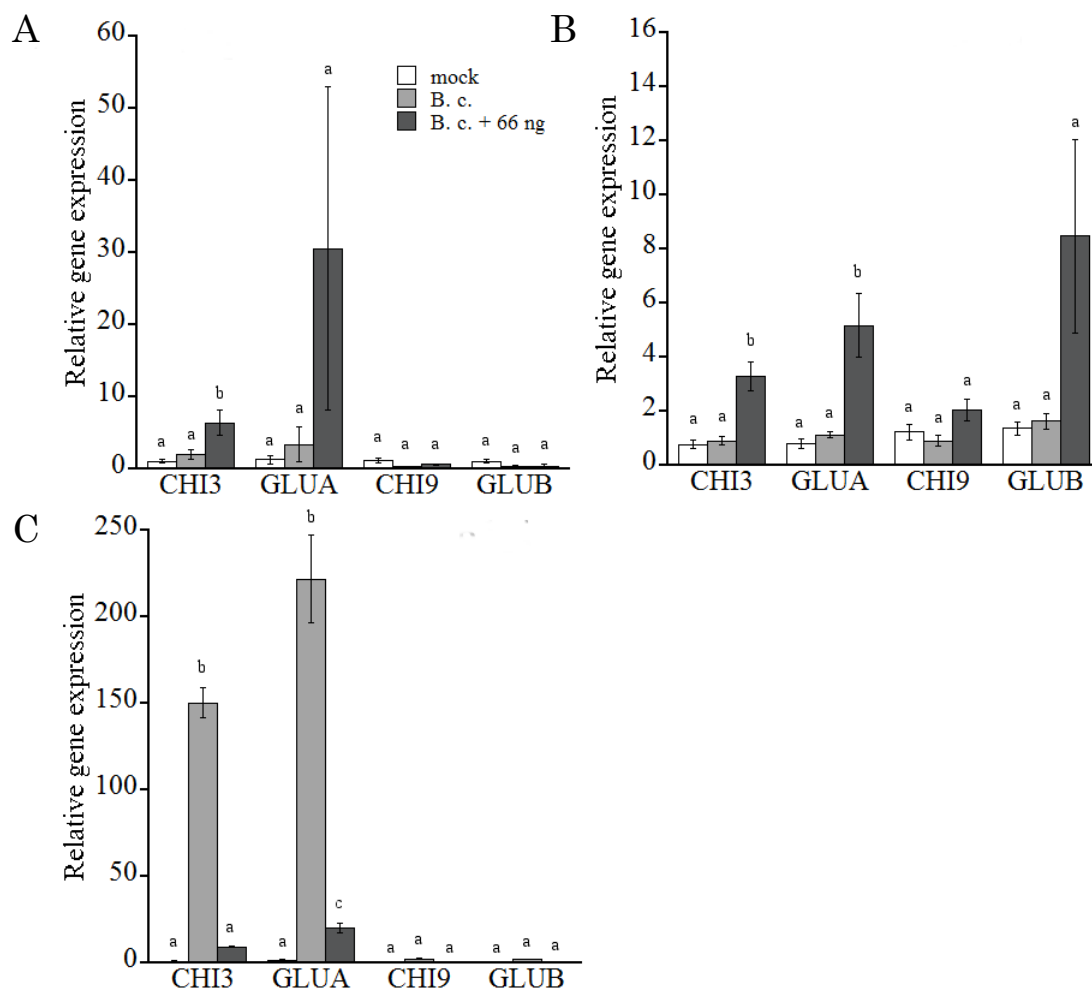 A
Relative gene expression
60
50
40
30
20
10
0
mock
B. c.
B. c. + 66 ng
a a b
a a a
a a a
a a a
CHI3 GLUA CHI9 GLUB
B
Relative gene expression
16
14
12
10
8
6
4
2
0
a a b
a a b
a a a
a a a
CHI3 GLUA CHI9 GLUB
C
Relative gene expression
250
200
150
100
50
0
a b a
a b c
a a a
a a a
CHI3 GLUA CHI9 GLUB